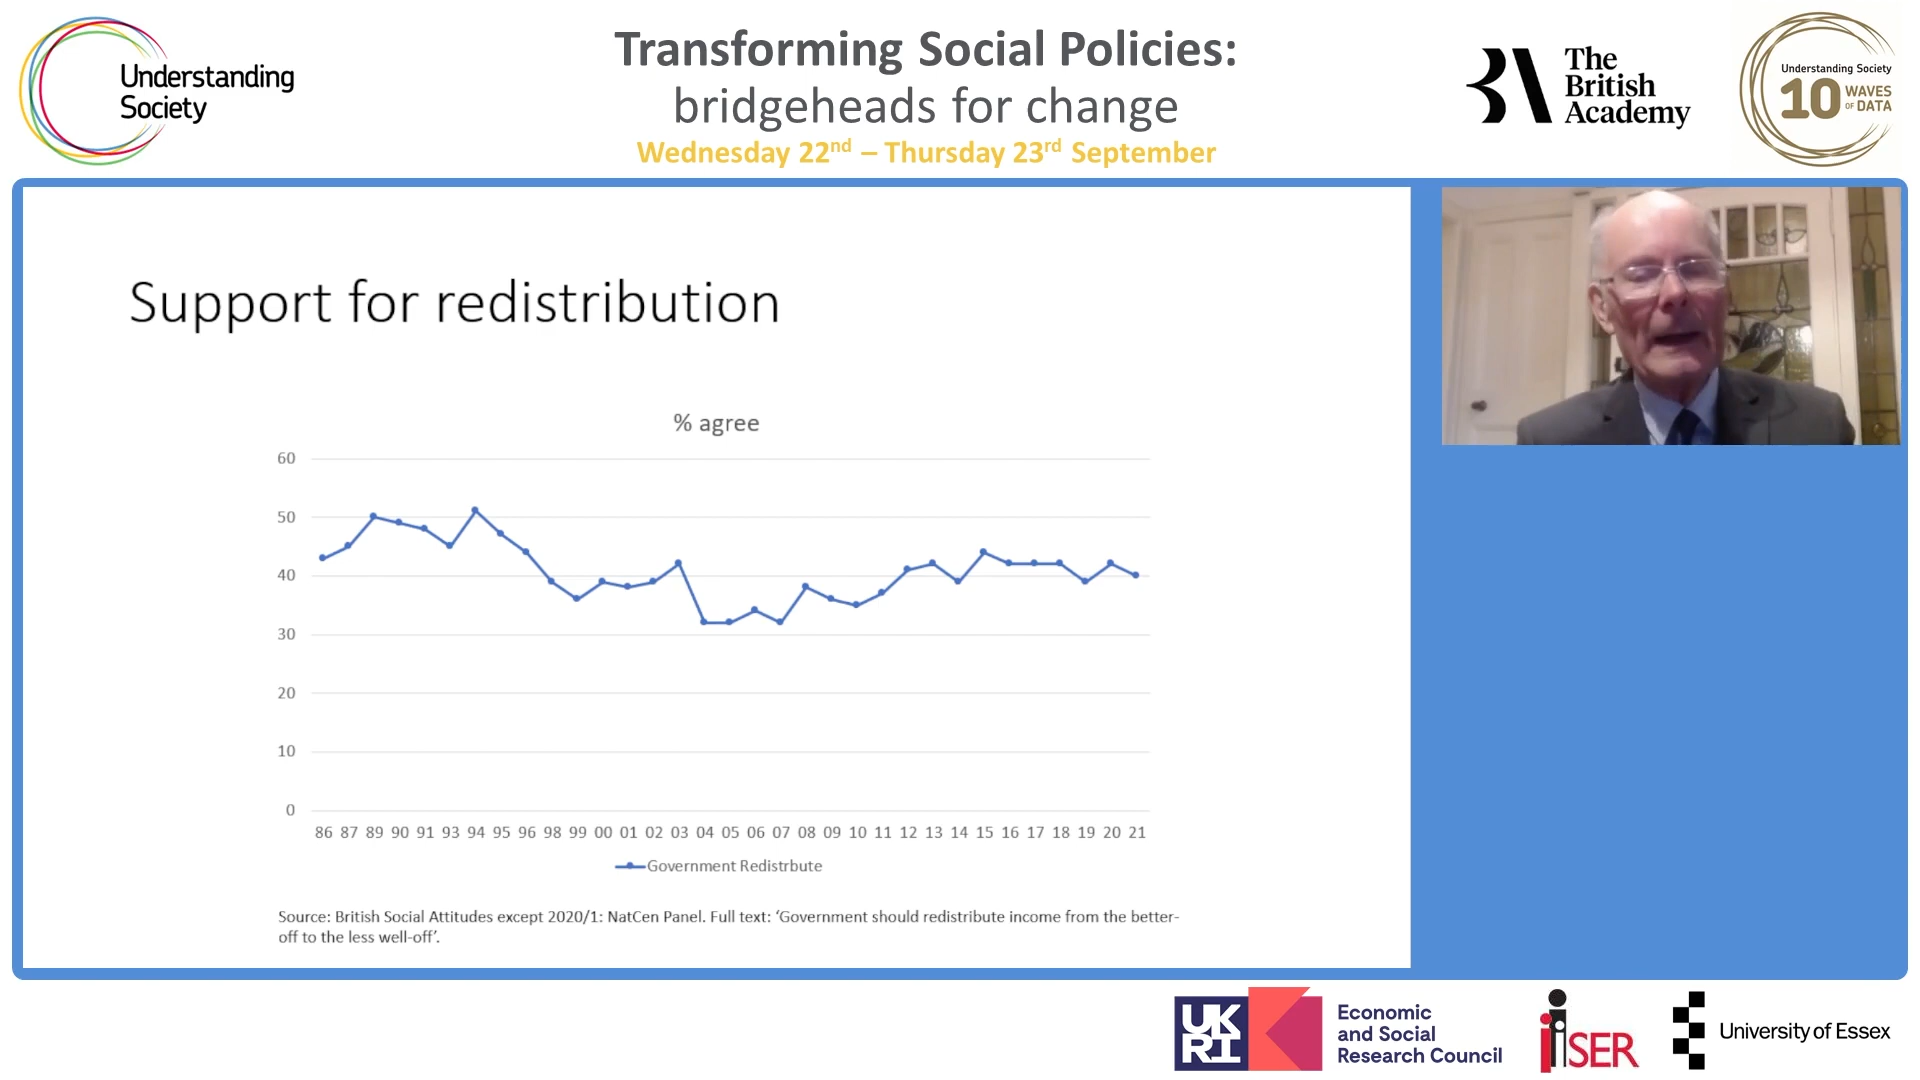 Understanding
Society
Transforming Social Policies:
bridgeheads for change
Wednesday 22nd – Thursday 23rd September
The
British
Academy
Understanding Society
10 WAVES
OF DATA
Support for redistribution
% agree
60
50
40
30
20
10
0
86 87 89 90 91 93 94 95 96 98 99 00 01 02 03 04 05 06 07 08 09 10 11 12 13 14 15 16 17 18 19 20 21
Government Redistrbute
Source: British Social Attitudes except 2020/1: NatCen Panel. Full text: ‘Government should redistribute income from the better-
off to the less well-off’.
UK
RI
Economic
and Social
Research Council
iSER
University of Essex